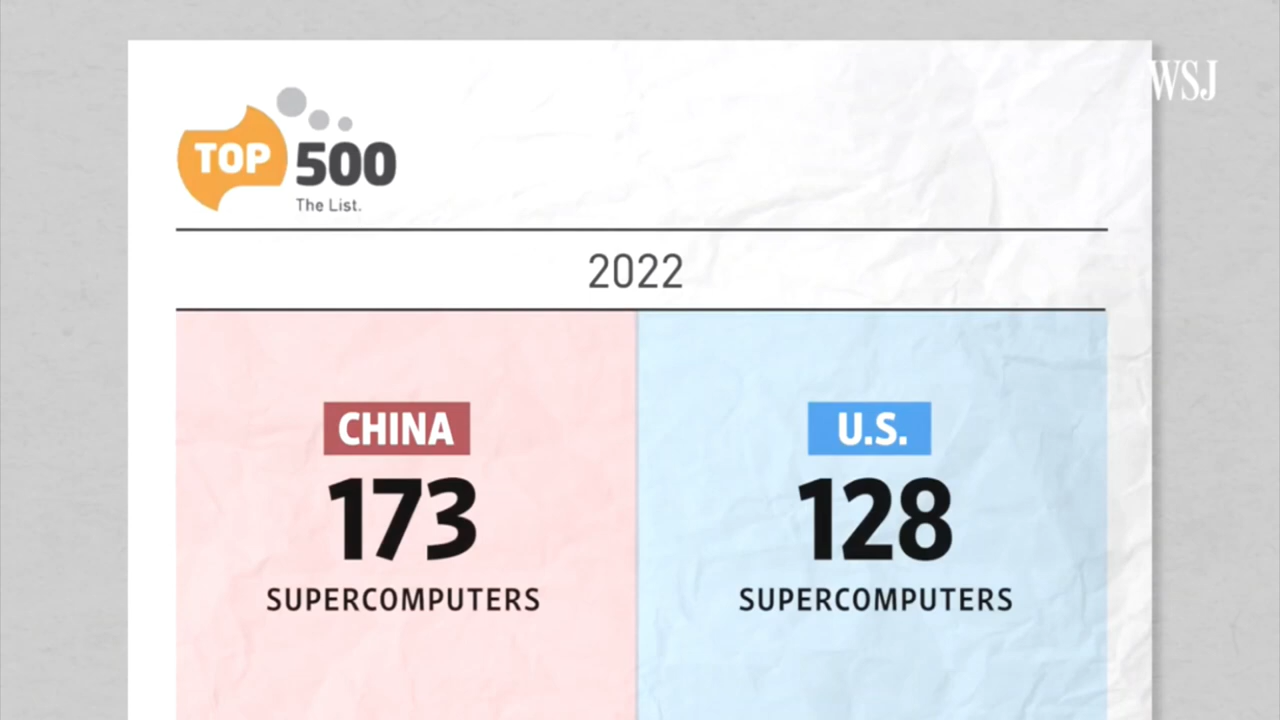 WSJ
TOP 500
The List.
2022
CHINA
173
SUPERCOMPUTERS
U.S.
128
SUPERCOMPUTERS